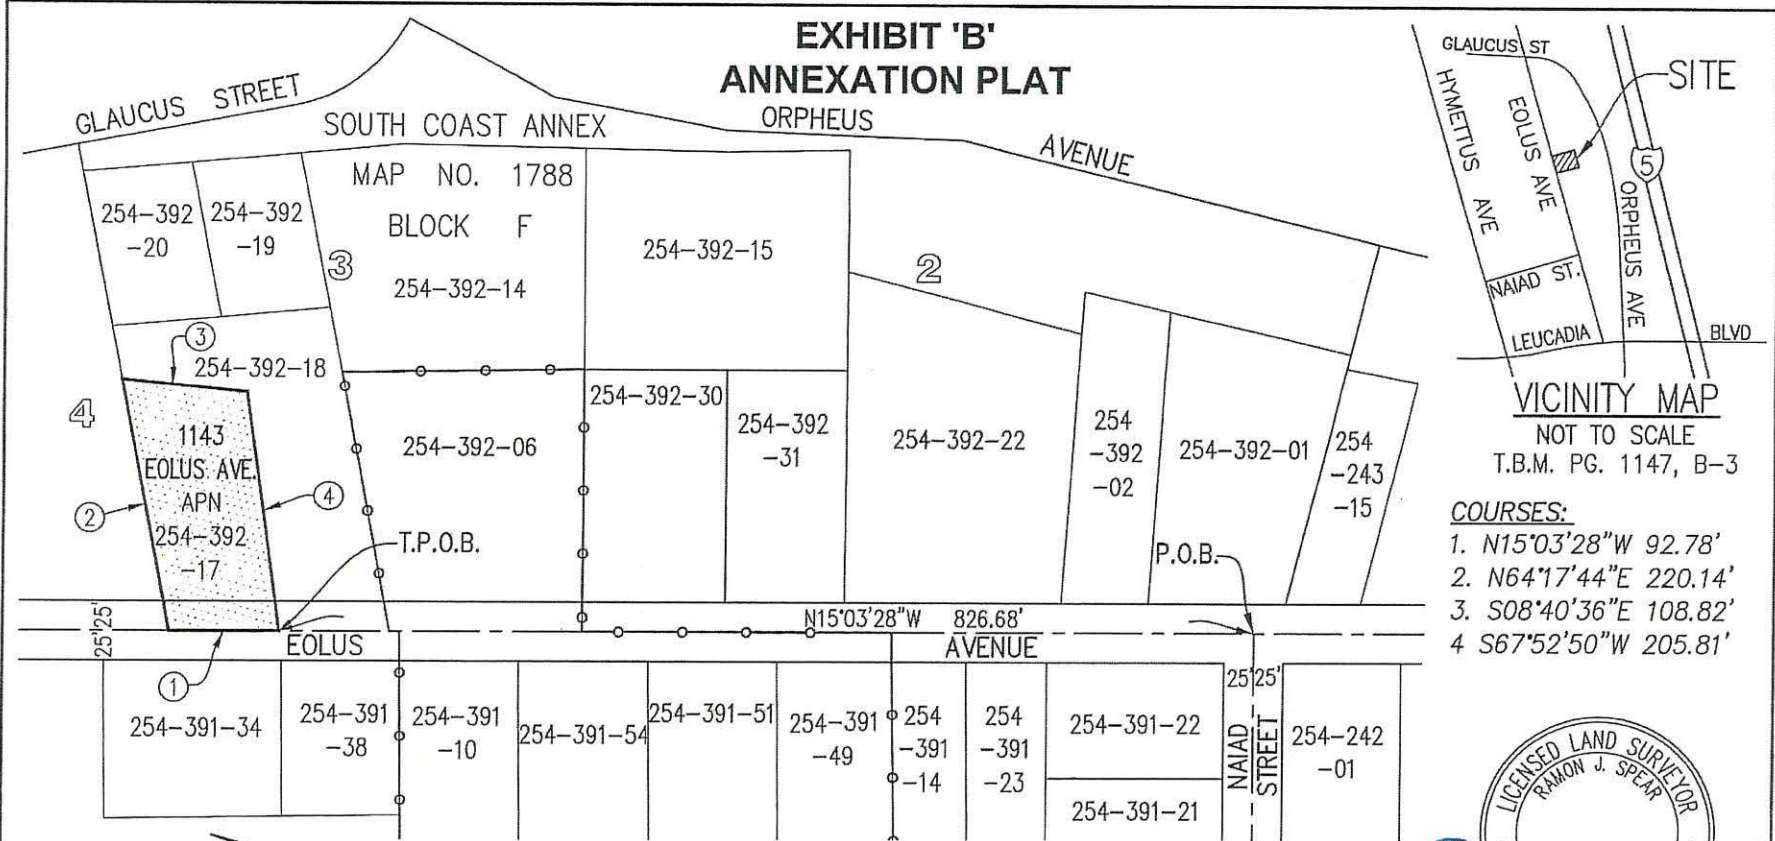 EXHIBIT 'B'
ANNEXATION PLAT
GLAUCUS STREET
SOUTH COAST ANNEX
ORPHEUS
AVENUE
MAP NO. 1788
BLOCK F
254-392
-20
254-392
-19
3
254-392-14
254-392-15
2
3
254-392-18
4
1143
EOLUS AVE.
APN
254-392
-17
2
4
T.P.O.B.
254-392-06
254-392-30
254-392
-31
254-392-22
254
-392
-02
254-392-01
254
-243
-15
P.O.B.
25' 25'
N15°03'28"W 826.68'
EOLUS
AVENUE
1
254-391-34
254-391
-38
254-391
-10
254-391-54
254-391-51
254-391
-49
254
-391
-14
254
-391
-23
254-391-22
254-391-21
25' 25'
NAIAD
STREET
254-242
-01
GLAUCUS ST
SITE
HYMETTUS AVE
EOLUS AVE
5
ORPHEUS AVE
NAIAD ST.
LEUCADIA
BLVD
VICINITY MAP
NOT TO SCALE
T.B.M. PG. 1147, B-3
COURSES:
1. N15°03'28"W 92.78'
2. N64°17'44"E 220.14'
3. S08°40'36"E 108.82'
4 S67°52'50"W 205.81'
LICENSED LAND SURVEYOR
RAMON J. SPEAR